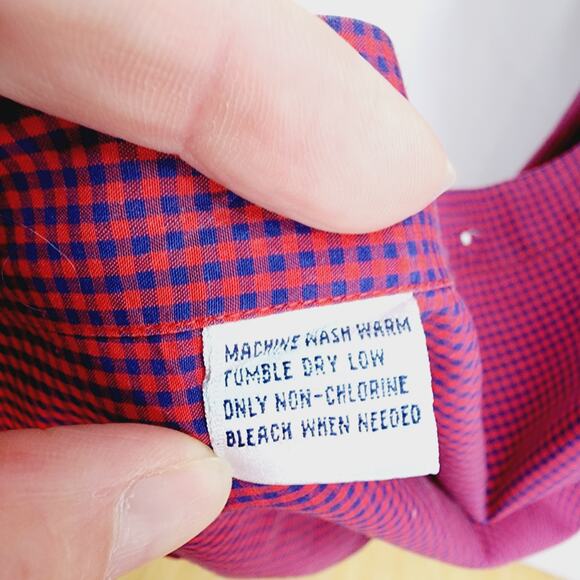 MACHINE WASH WARM
TUMBLE DRY LOW
ONLY NON-CHLORINE
BLEACH WHEN NEEDED